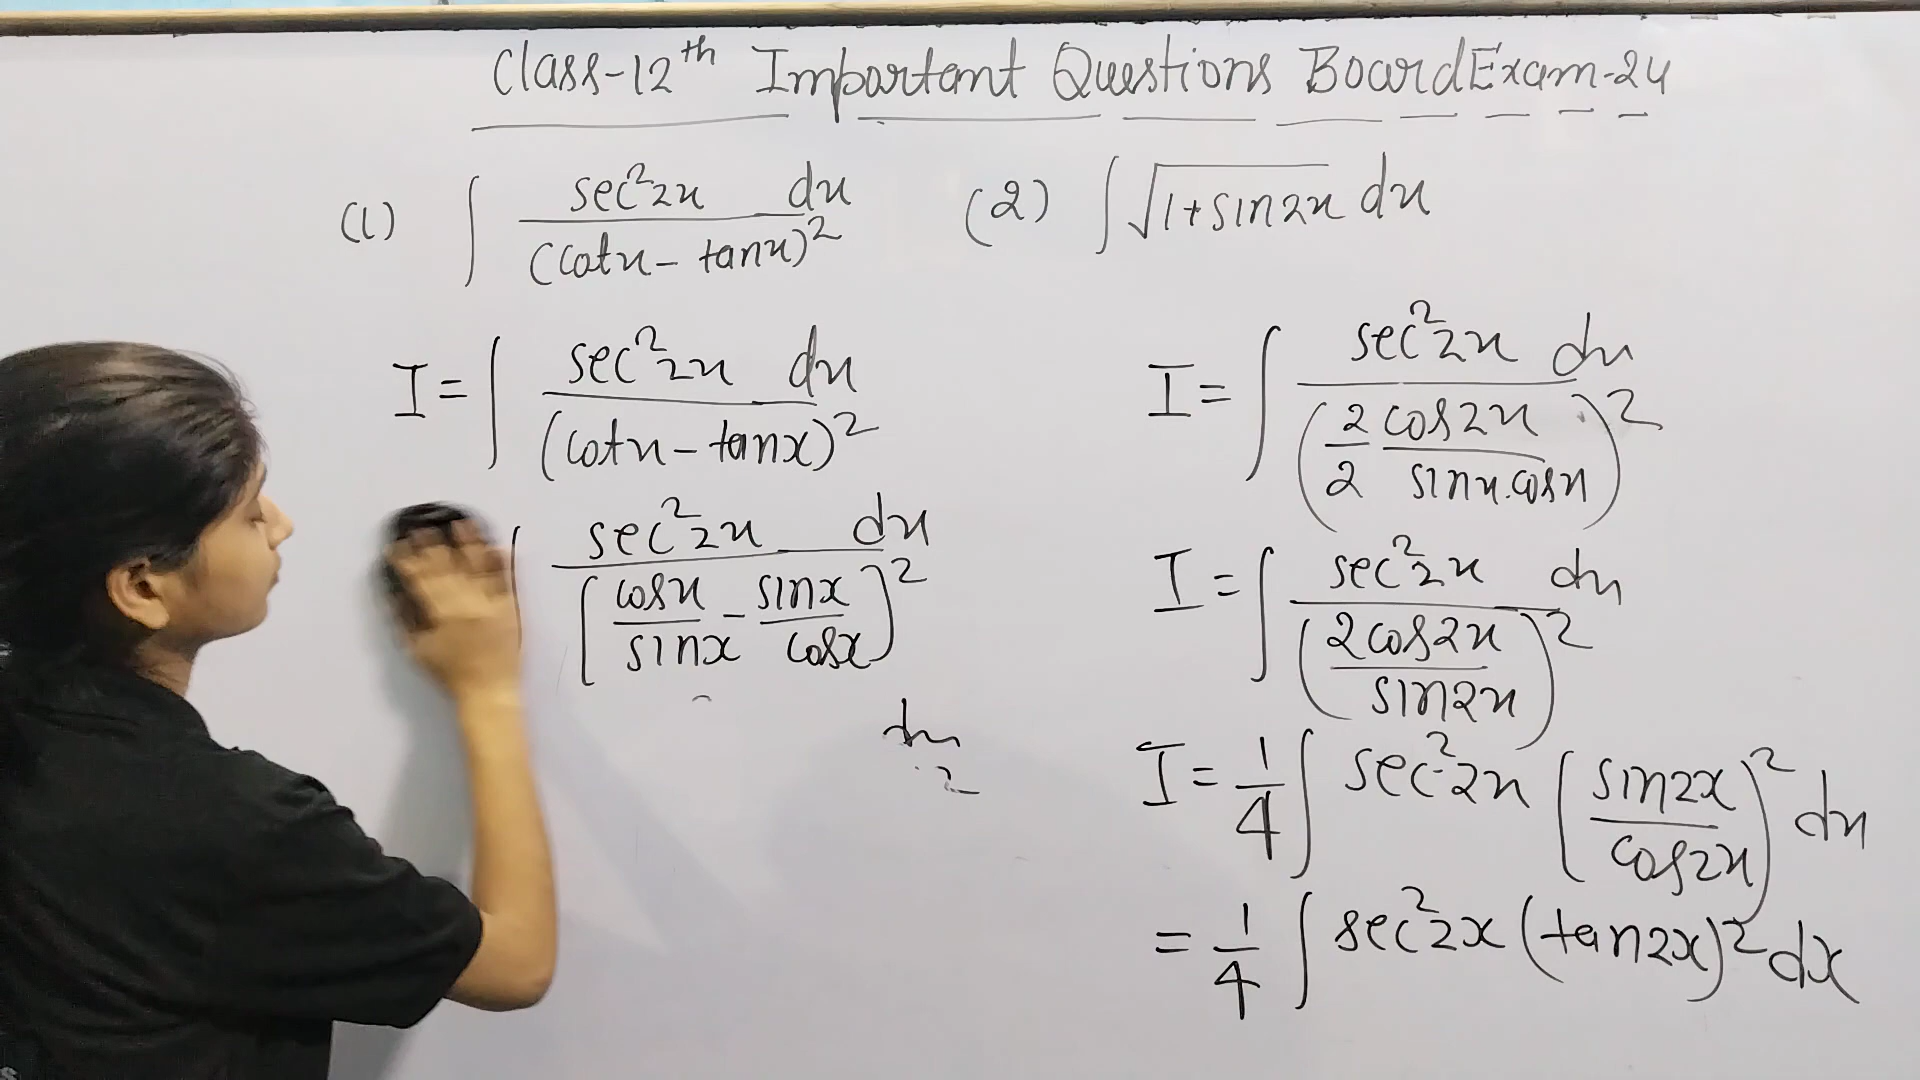 Class-12th Important Questions Board Exam-24
(1) ∫ sec²2x dx / (cotx - tanx)²
(2) ∫ √1+sin2x dx
I = ∫ sec²2x dx / (cotx - tanx)²
∫ sec²2x dx / [cosx/sinx - sinx/cosx]²
dx
2
I = ∫ sec²2x dx / (2/2 cos2x/sinx.cosx)²
I = ∫ sec²2x dx / (2cos2x/sin2x)²
I = 1/4 ∫ sec²2x [sin2x/cos2x]² dx
= 1/4 ∫ sec²2x (tan2x)² dx